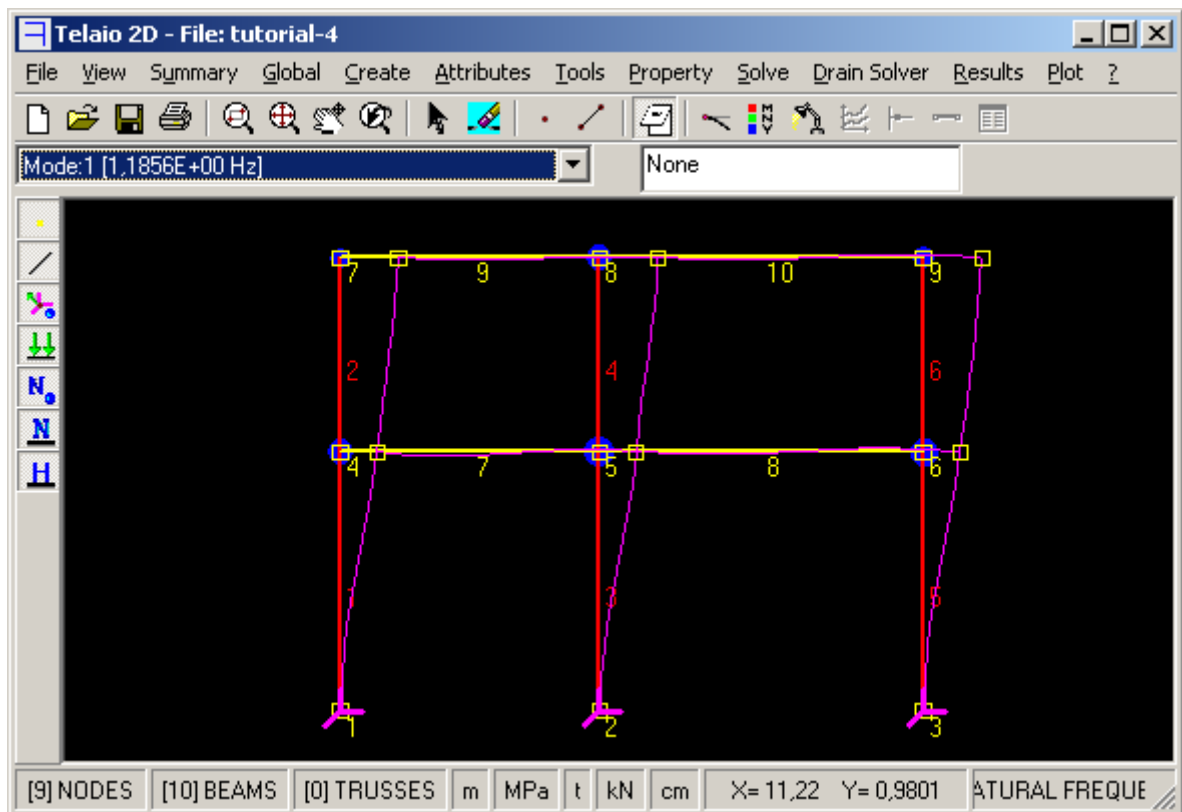 Telaio 2D - File: tutorial-4
File View Summary Global Create Attributes Tools Property Solve Drain Solver Results Plot ?
M N V
Mode:1 [1,1856E+00 Hz] None
7 9 8 10 9
2 4 6
4 7 5 8 6
1 3 5
1 2 3
N
N
H
[9] NODES [10] BEAMS [0] TRUSSES m MPa t kN cm X= 11,22 Y= 0,9801 ATURAL FREQUE